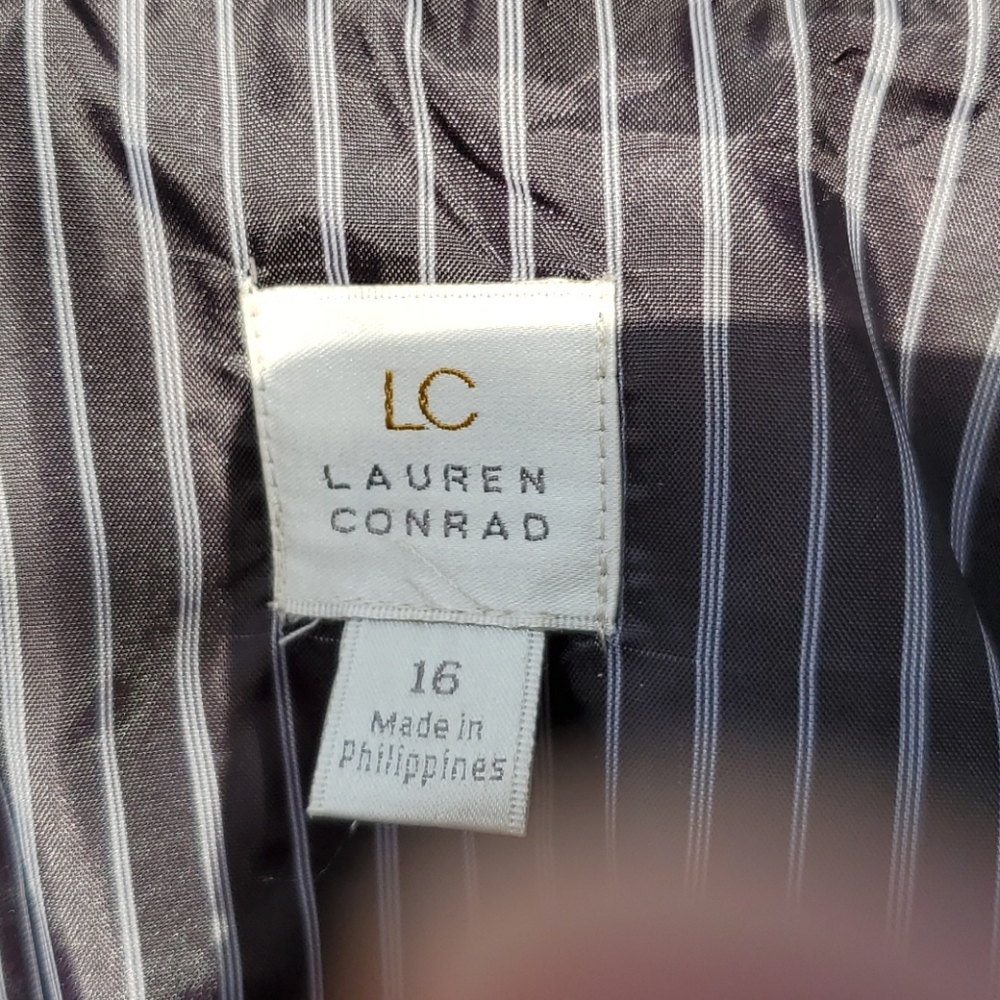 LC
LAUREN
CONRAD
16
Made in
Philippines